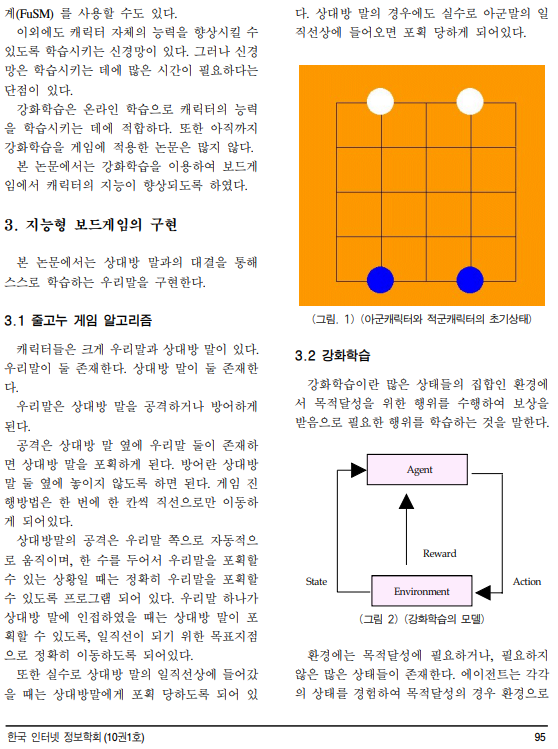 계(FuSM) 를 사용할 수도 있다.
이외에도 캐릭터 자체의 능력을 향상시킬 수
있도록 학습시키는 신경망이 있다. 그러나 신경
망은 학습시키는 데에 많은 시간이 필요하다는
단점이 있다.
강화학습은 온라인 학습으로 캐릭터의 능력
을 학습시키는 데에 적합하다. 또한 아직까지
강화학습을 게임에 적용한 논문은 많지 않다.
본 논문에서는 강화학습을 이용하여 보드게
임에서 캐릭터의 지능이 향상되도록 하였다.
3. 지능형 보드게임의 구현
본 논문에서는 상대방 말과의 대결을 통해
스스로 학습하는 우리말을 구현한다.
3.1 줄고누 게임 알고리즘
캐릭터들은 크게 우리말과 상대방 말이 있다.
우리말이 둘 존재한다. 상대방 말이 둘 존재한
다.
우리말은 상대방 말을 공격하거나 방어하게
된다.
공격은 상대방 말 옆에 우리말 둘이 존재하
면 상대방 말을 포획하게 된다. 방어란 상대방
말 둘 옆에 놓이지 않도록 하면 된다. 게임 진
행방법은 한 번에 한 칸씩 직선으로만 이동하
게 되어있다.
상대방말의 공격은 우리말 쪽으로 자동적으
로 움직이며, 한 수를 두어서 우리말을 포획할
수 있는 상황일 때는 정확히 우리말을 포획할
수 있도록 프로그램 되어 있다. 우리말 하나가
상대방 말에 인접하였을 때는 상대방 말이 포
획할 수 있도록, 일직선이 되기 위한 목표지점
으로 정확히 이동하도록 되어있다.
또한 실수로 상대방 말의 일직선상에 들어갔
을 때는 상대방말에게 포획 당하도록 되어 있
다. 상대방 말의 경우에도 실수로 아군말의 일
직선상에 들어오면 포획 당하게 되어있다.
(그림. 1) (아군캐릭터와 적군캐릭터의 초기상태)
3.2 강화학습
강화학습이란 많은 상태들의 집합인 환경에
서 목적달성을 위한 행위를 수행하여 보상을
받음으로 필요한 행위를 학습하는 것을 말한다.
Agent
Reward
State
Action
Environment
(그림 2) (강화학습의 모델)
환경에는 목적달성에 필요하거나, 필요하지
않은 많은 상태들이 존재한다. 에이전트는 각각
의 상태를 경험하여 목적달성의 경우 환경으로
한국 인터넷 정보학회(10권1호)
95